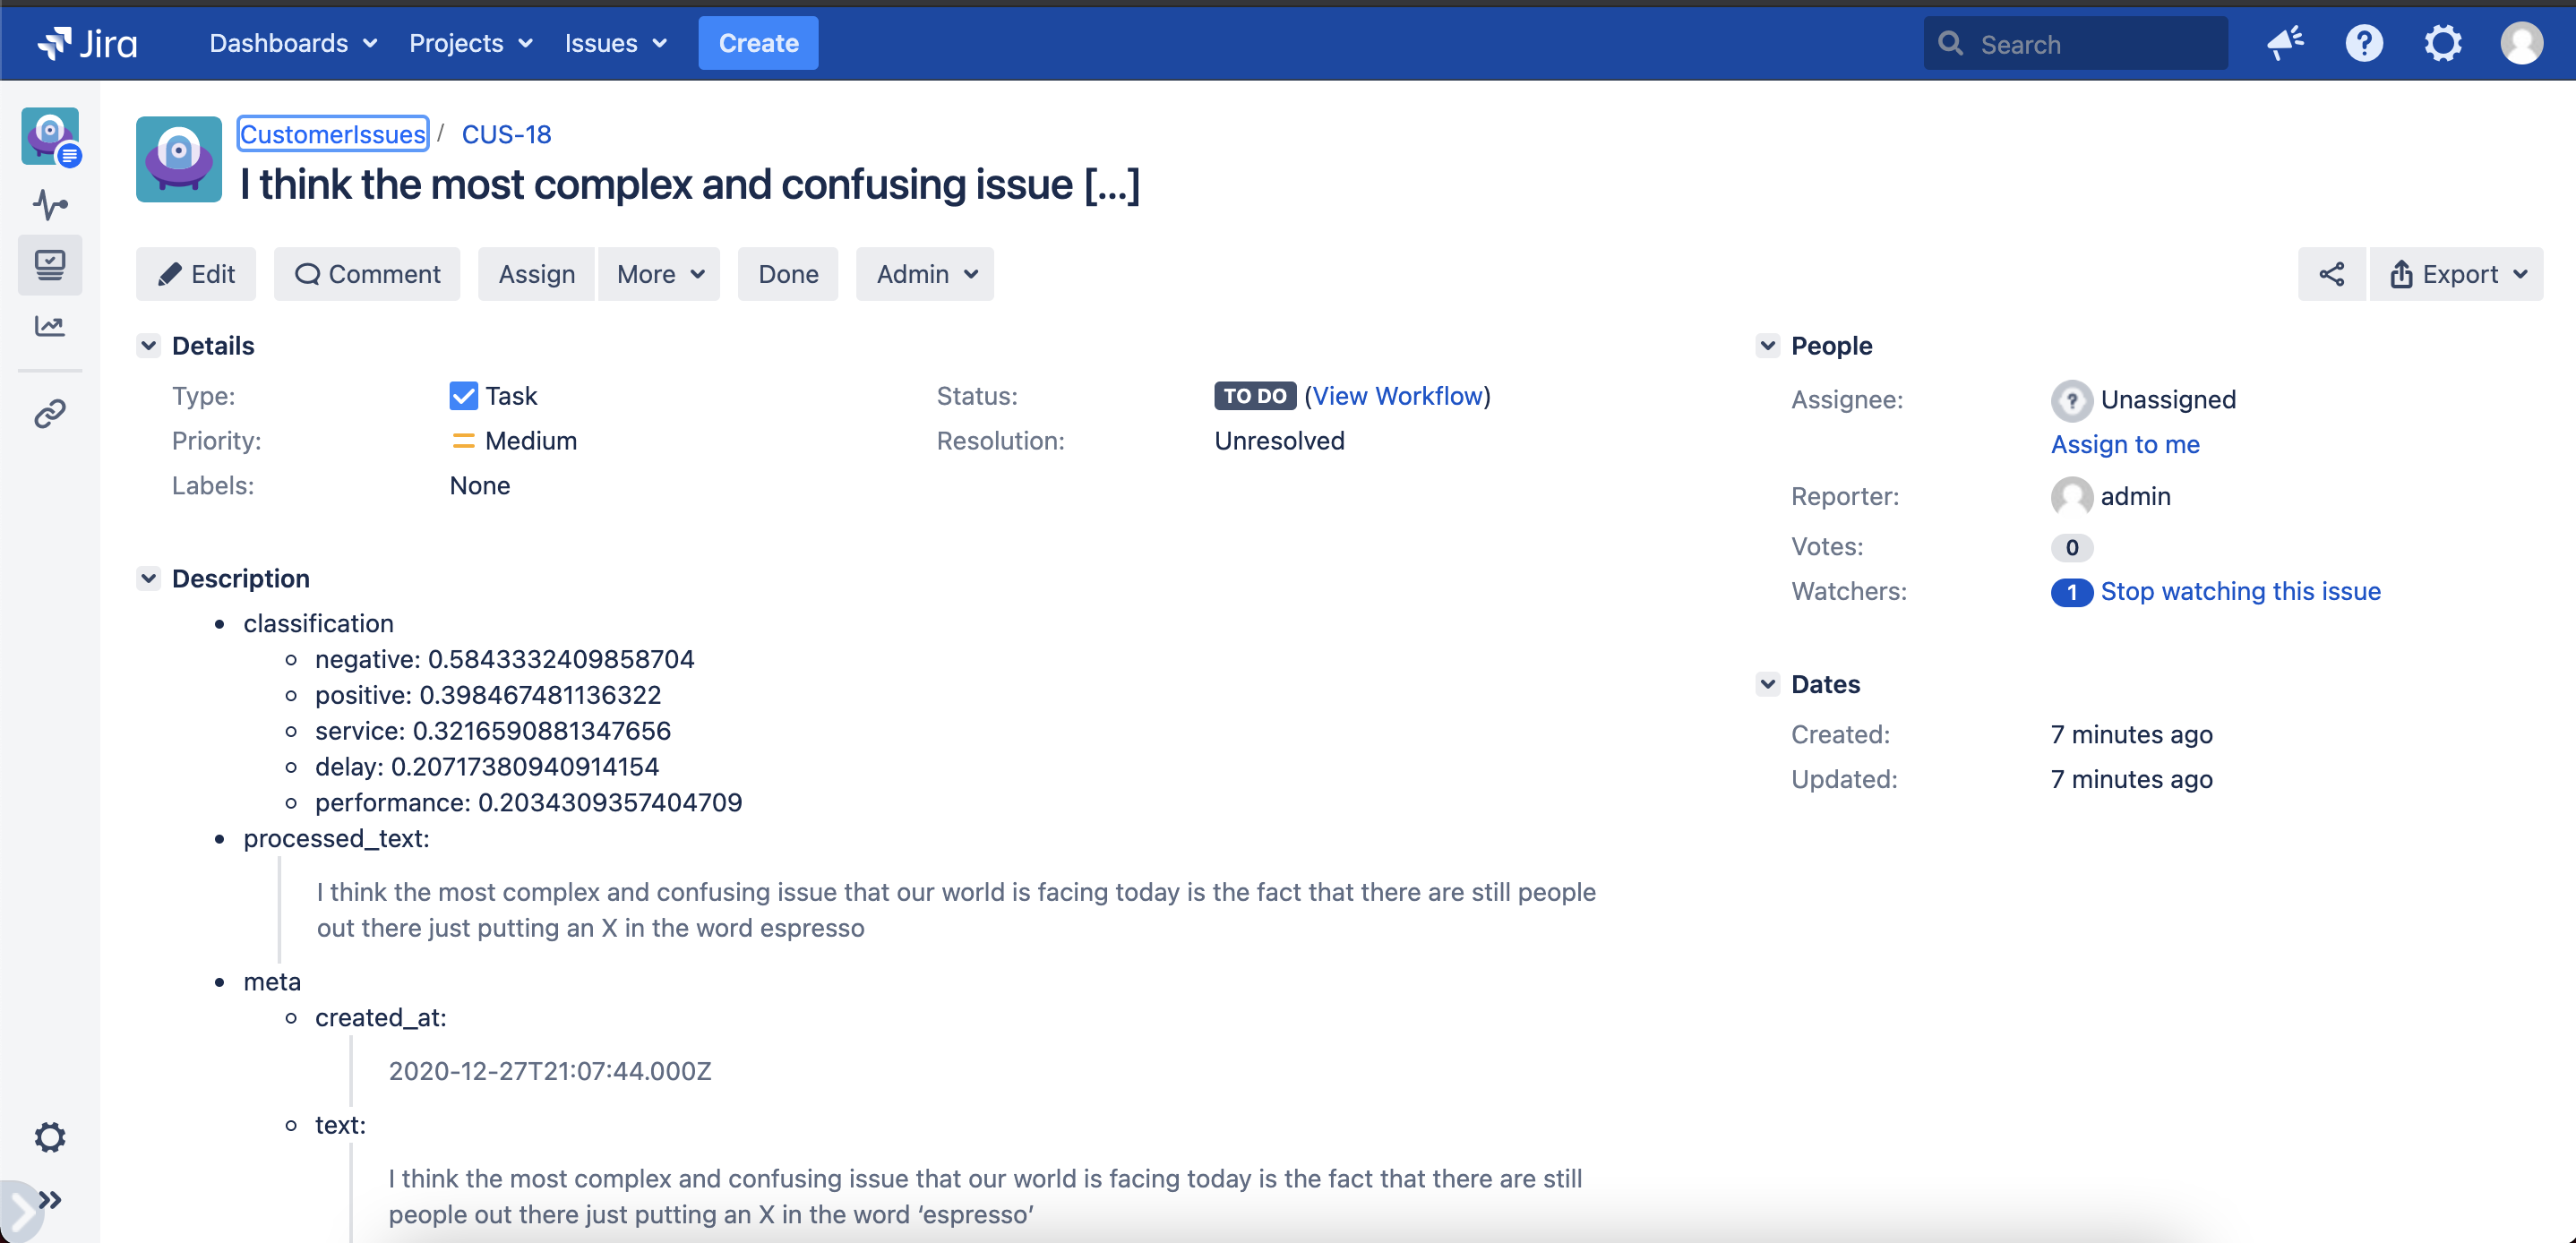 Jira Dashboards Projects Issues Create Search
CustomerIssues / CUS-18
I think the most complex and confusing issue [...]
Edit Comment Assign More Done Admin Export
Details
Type: Task Status: TO DO (View Workflow)
Priority: Medium Resolution: Unresolved
Labels: None
Description
classification
negative: 0.5843332409858704
positive: 0.398467481136322
service: 0.3216590881347656
delay: 0.20717380940914154
performance: 0.2034309357404709
processed_text:
I think the most complex and confusing issue that our world is facing today is the fact that there are still people
out there just putting an X in the word espresso
meta
created_at:
2020-12-27T21:07:44.000Z
text:
I think the most complex and confusing issue that our world is facing today is the fact that there are still
people out there just putting an X in the word ‘espresso’
People
Assignee: ? Unassigned
Assign to me
Reporter: admin
Votes: 0
Watchers: 1 Stop watching this issue
Dates
Created: 7 minutes ago
Updated: 7 minutes ago